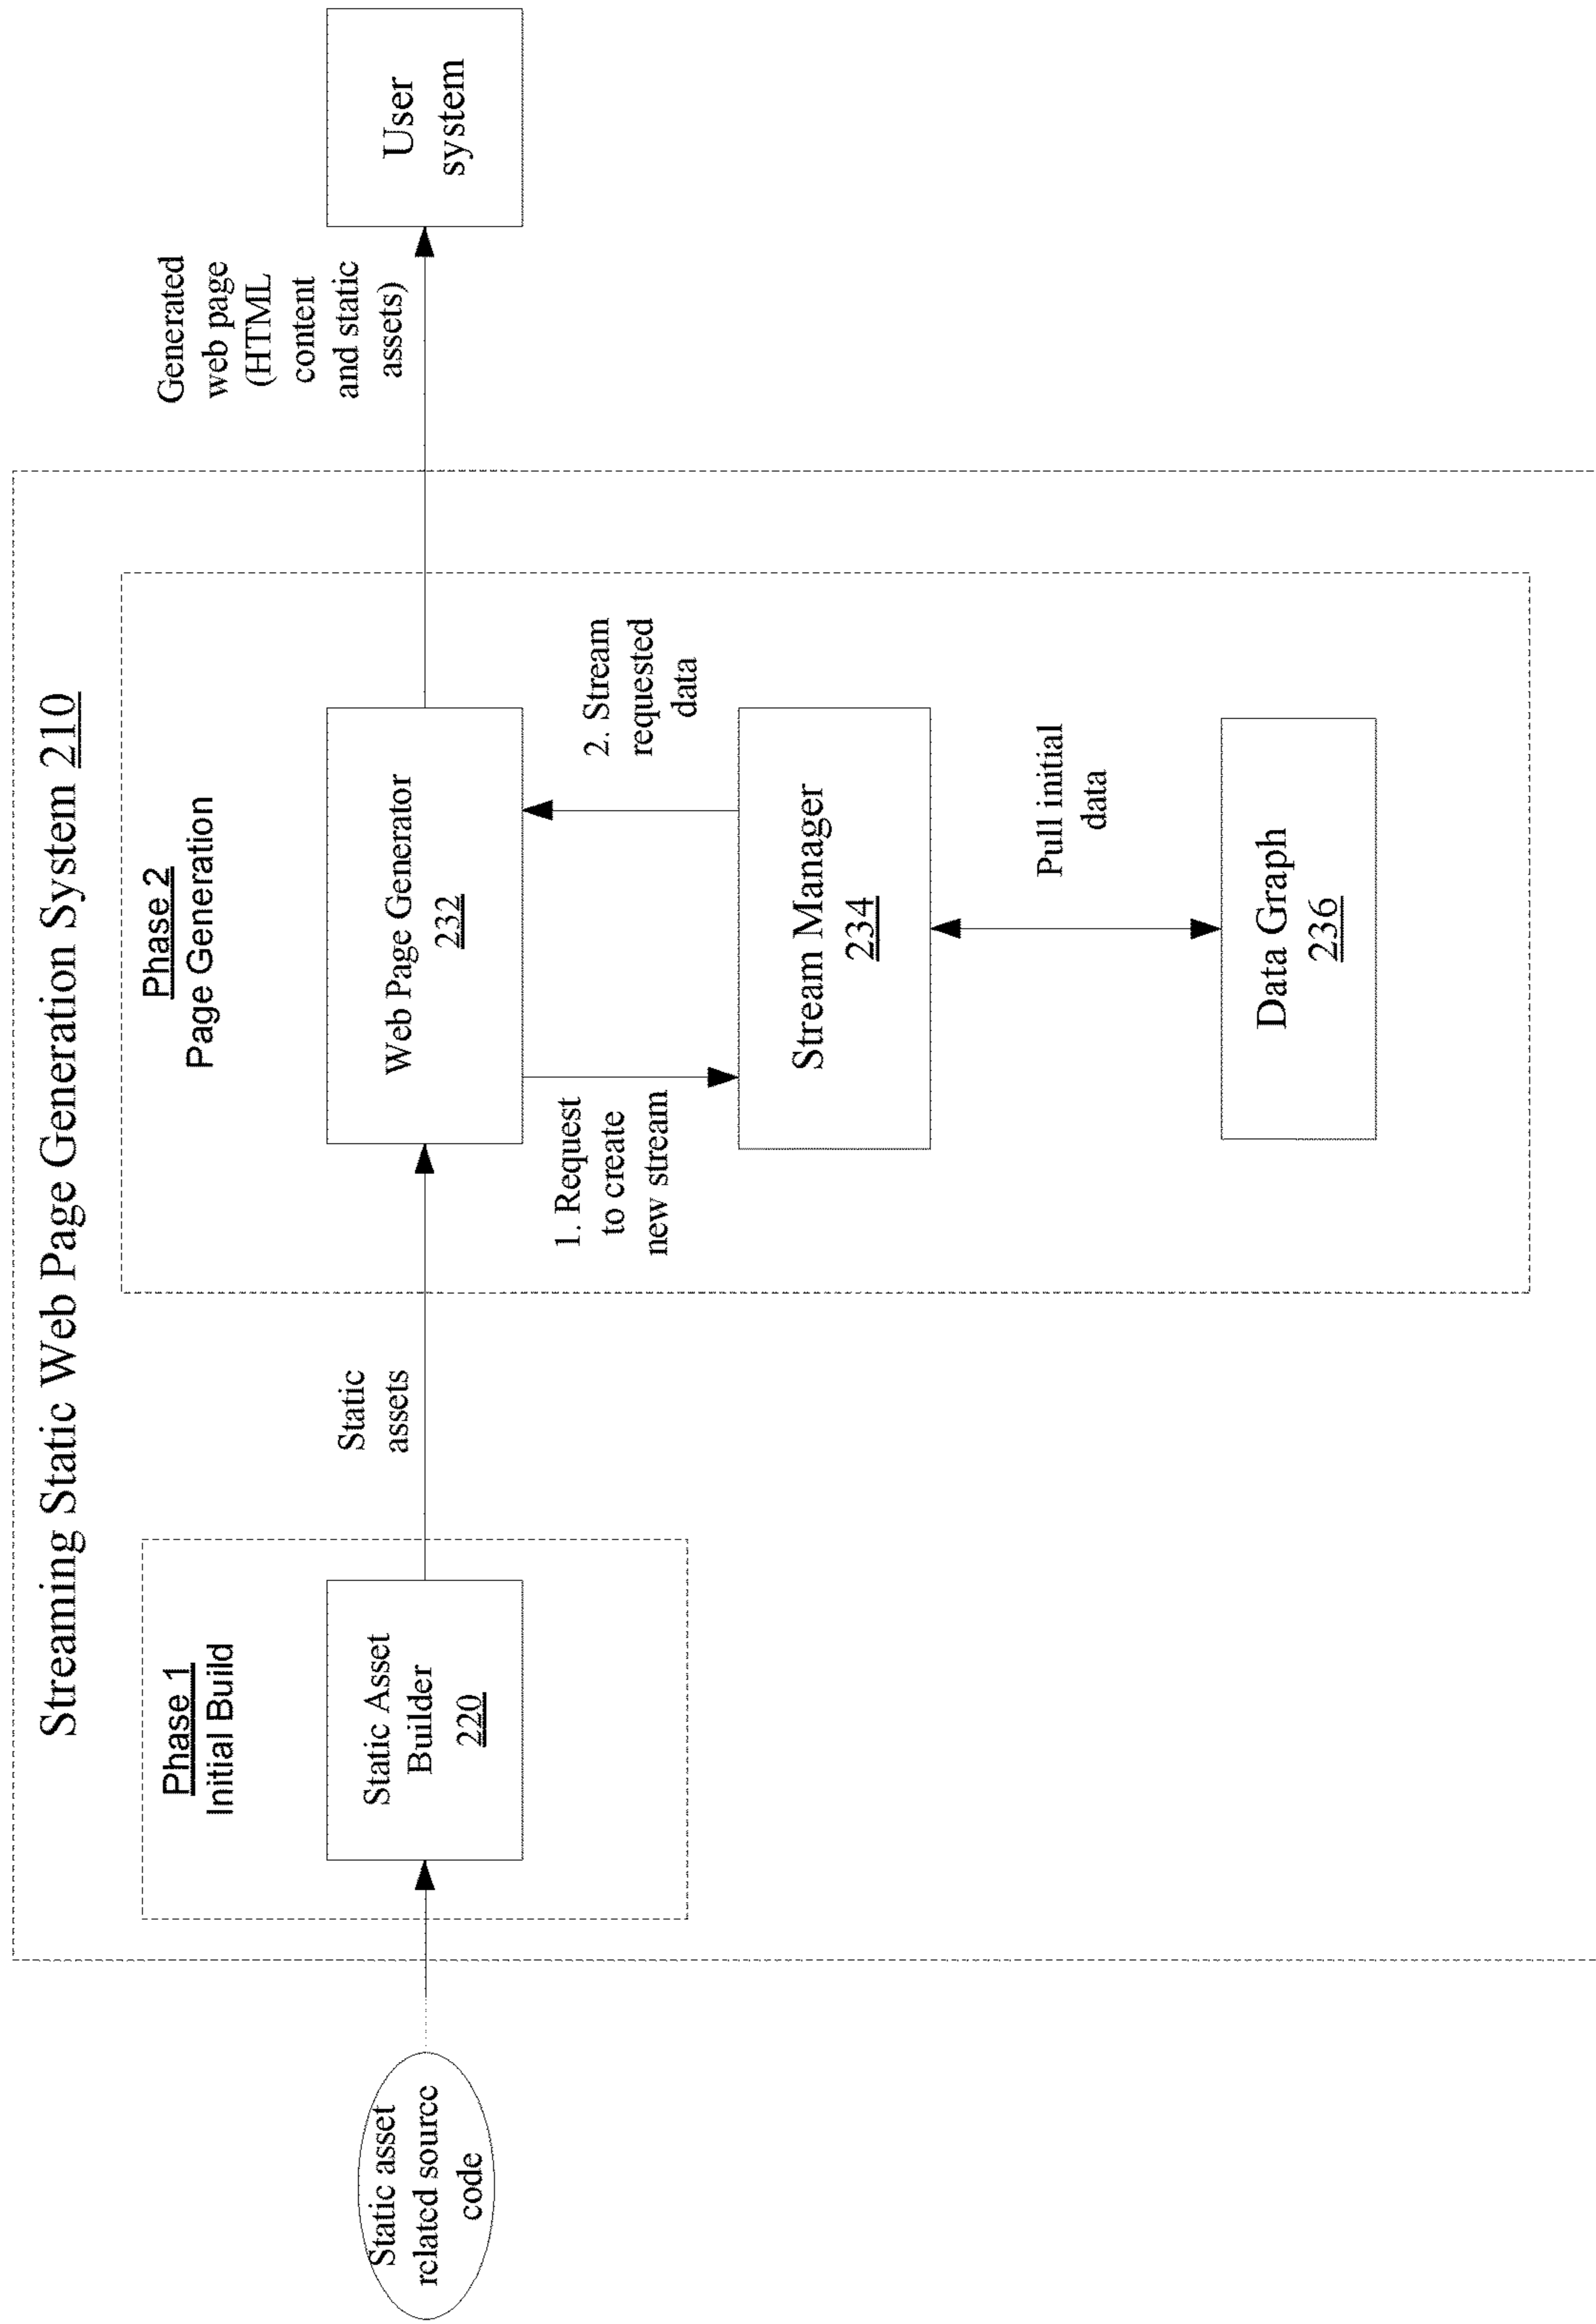 Streaming Static Web Page Generation System 210
Phase 1
Initial Build
Static asset
related source
code
Static Asset
Builder
220
Static
assets
Phase 2
Page Generation
Web Page Generator
232
1. Request
to create
new stream
2. Stream
requested
data
Stream Manager
234
Pull initial
data
Data Graph
236
Generated
web page
(HTML
content
and static
assets)
User
system